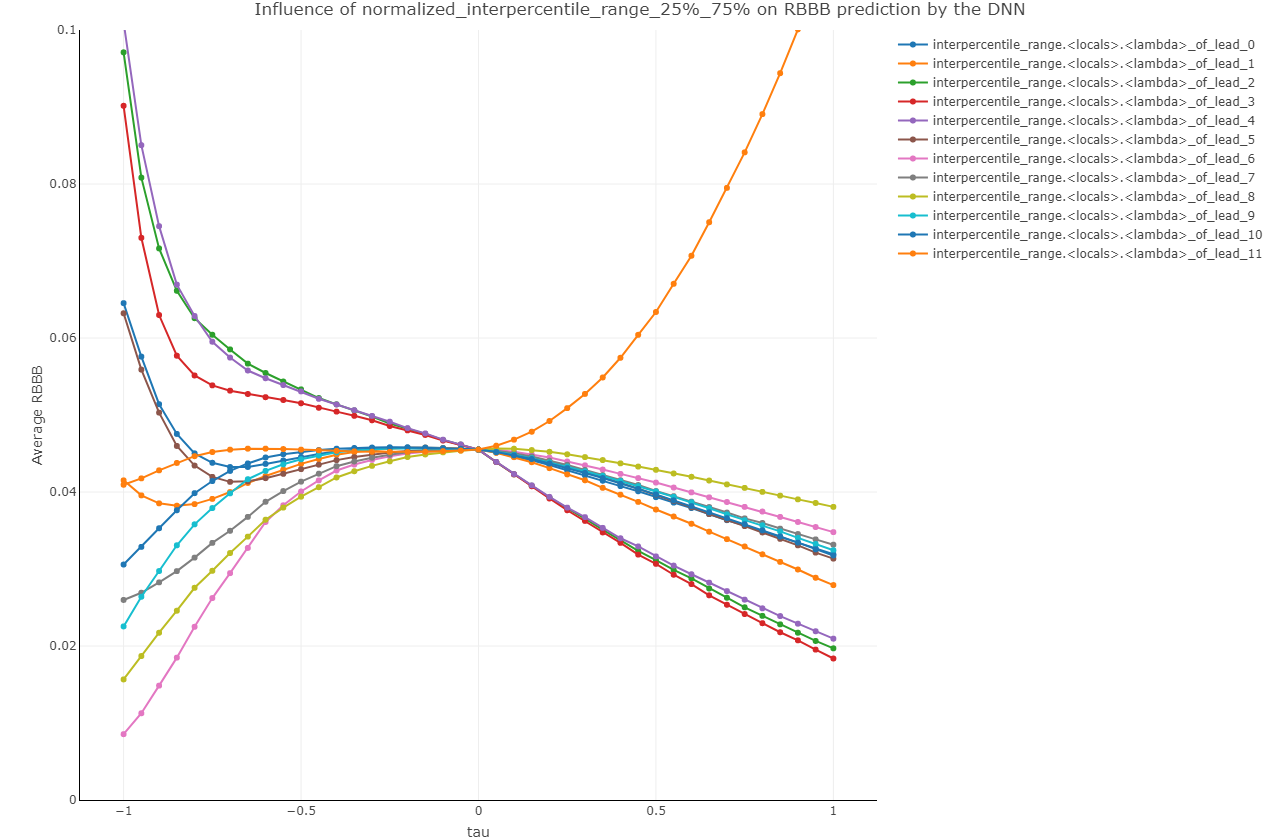 Influence of normalized_interpercentile_range_25%_75% on RBBB prediction by the DNN
0.1
0.08
0.06
0.04
0.02
0
Average RBBB
−1
−0.5
0
0.5
1
tau
interpercentile_range.<locals>.<lambda>_of_lead_0
interpercentile_range.<locals>.<lambda>_of_lead_1
interpercentile_range.<locals>.<lambda>_of_lead_2
interpercentile_range.<locals>.<lambda>_of_lead_3
interpercentile_range.<locals>.<lambda>_of_lead_4
interpercentile_range.<locals>.<lambda>_of_lead_5
interpercentile_range.<locals>.<lambda>_of_lead_6
interpercentile_range.<locals>.<lambda>_of_lead_7
interpercentile_range.<locals>.<lambda>_of_lead_8
interpercentile_range.<locals>.<lambda>_of_lead_9
interpercentile_range.<locals>.<lambda>_of_lead_10
interpercentile_range.<locals>.<lambda>_of_lead_11